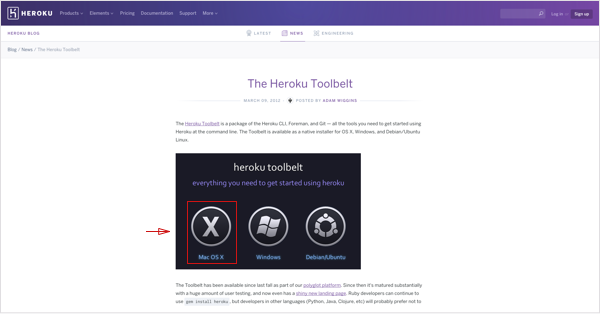 HEROKU Products Elements Pricing Documentation Support More Log in or Sign up
HEROKU BLOG LATEST NEWS ENGINEERING
Blog / News / The Heroku Toolbelt
The Heroku Toolbelt
MARCH 08, 2012 POSTED BY ADAM WIGGINS
The Heroku Toolbelt is a package of the Heroku CLI, Foreman, and Git — all the tools you need to get started using
Heroku at the command line. The Toolbelt is available as a native installer for OS X, Windows, and Debian/Ubuntu
Linux.
heroku toolbelt
everything you need to get started using heroku
X
Mac OS X Windows Debian/Ubuntu
The Toolbelt has been available since last fall as part of our polyglot platform. Since then it's matured substantially
with a huge amount of user testing, and now even has a shiny new landing page. Ruby developers can continue to
use gem install heroku, but developers in other languages (Python, Java, Clojure, etc) will probably prefer not to